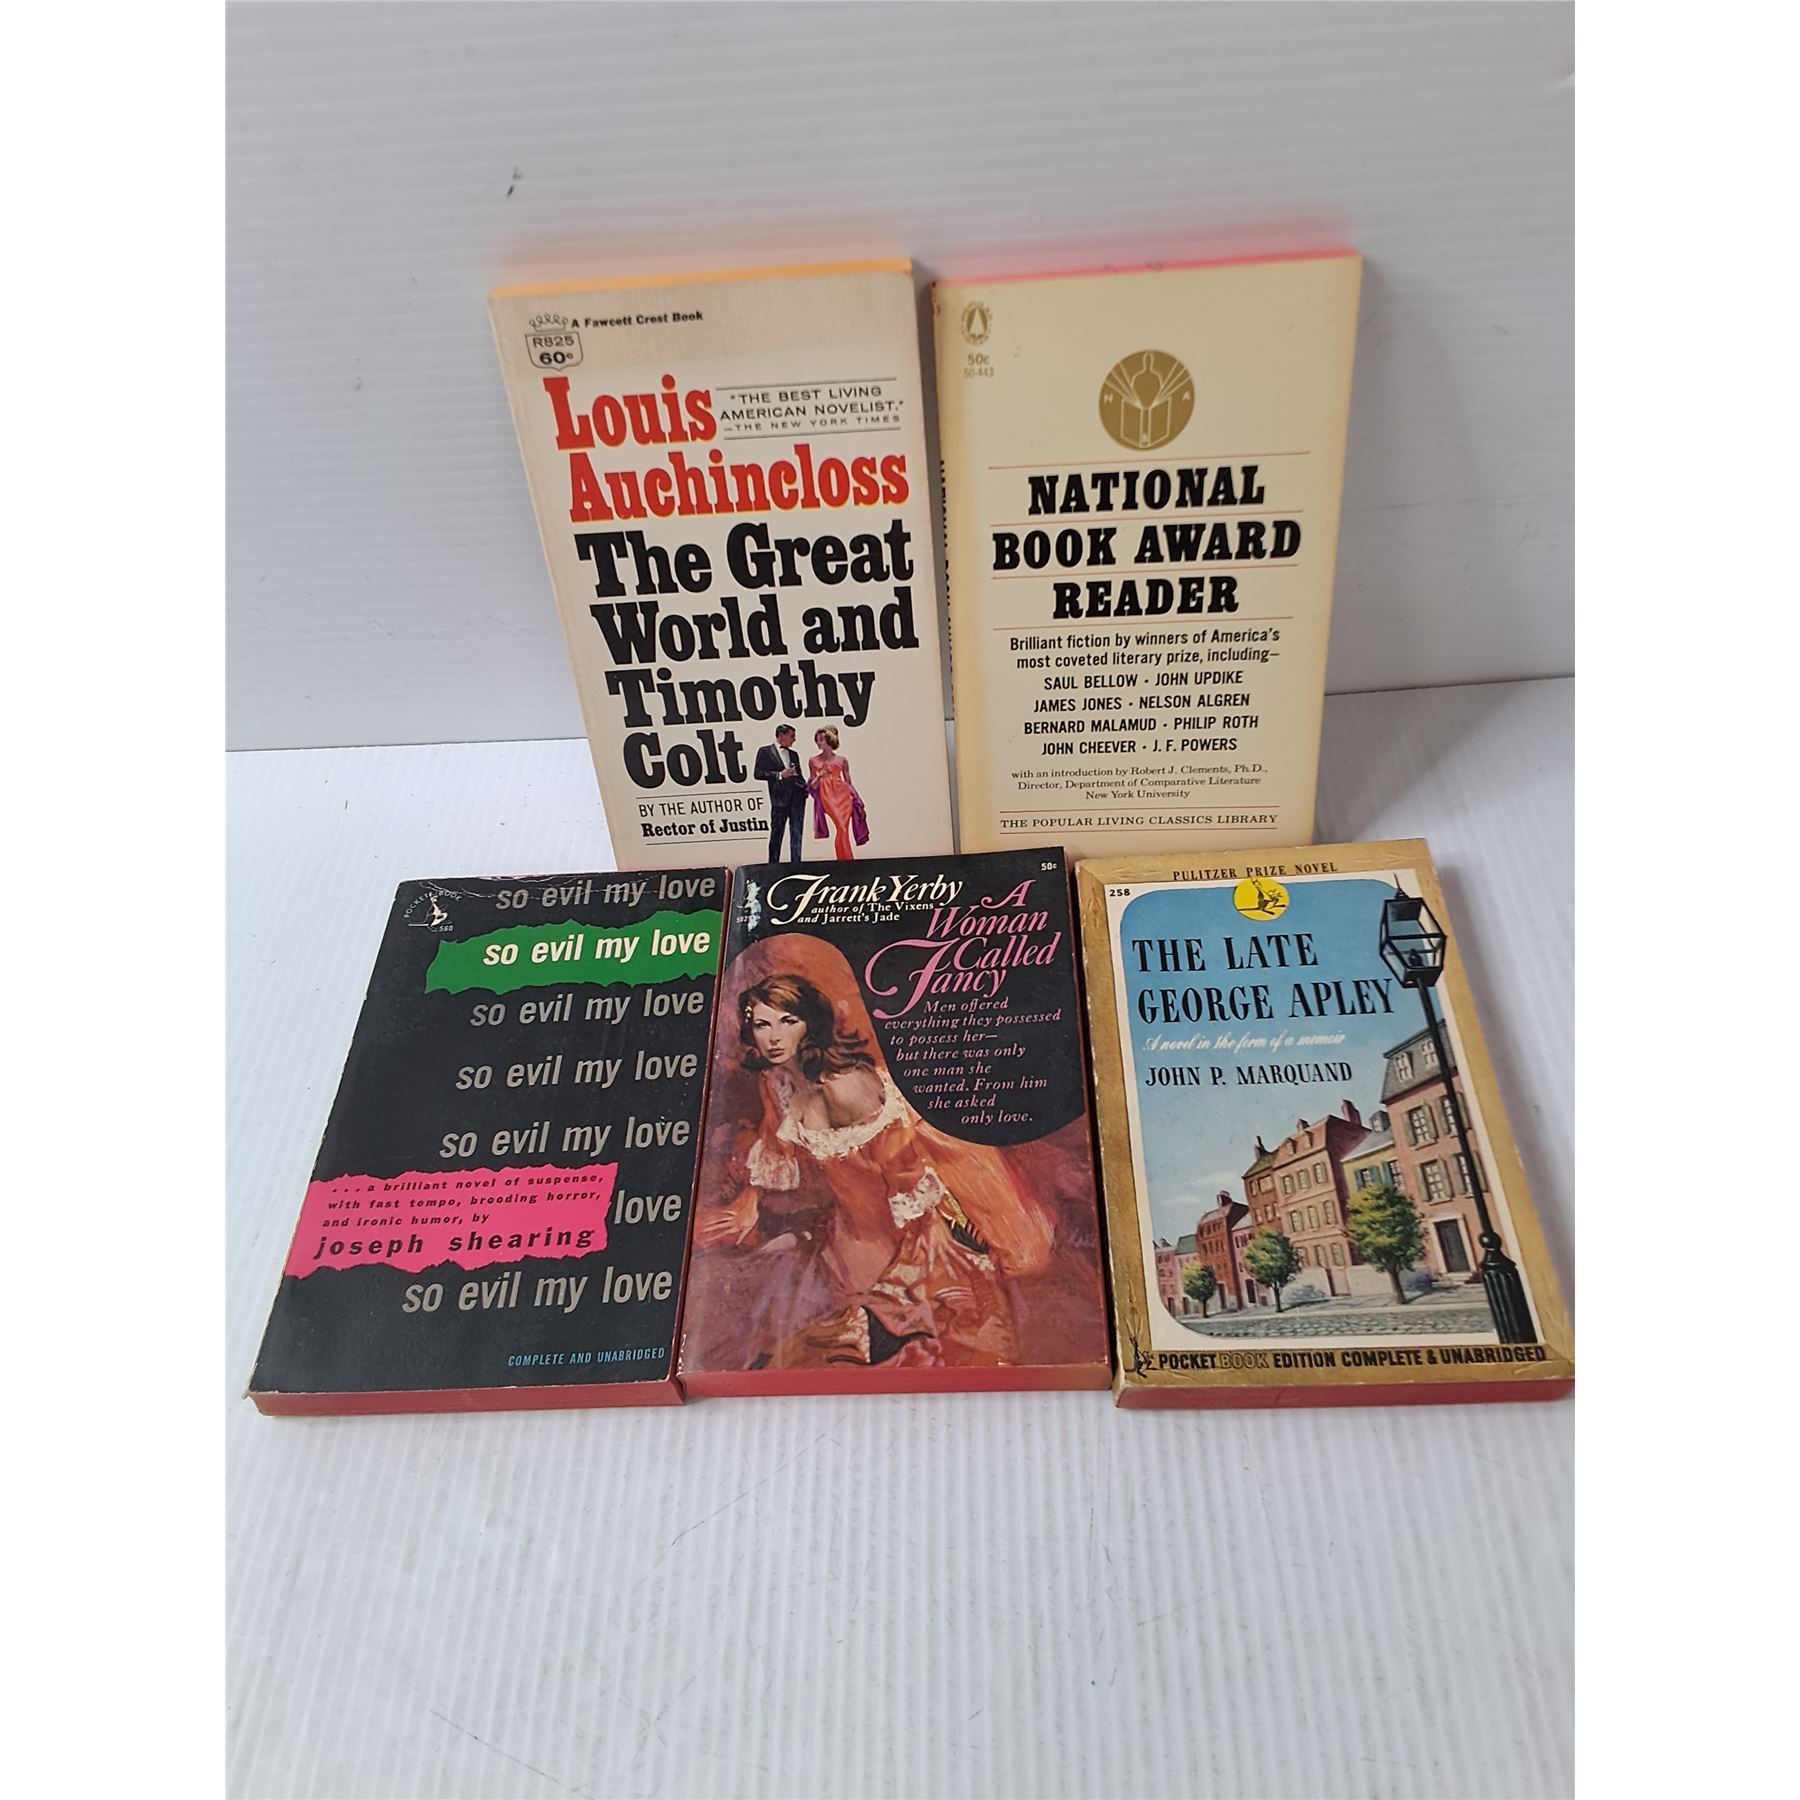 A Fawcett Crest Book
R825
60¢
Louis
Auchincloss
"THE BEST LIVING
AMERICAN NOVELIST."
—THE NEW YORK TIMES
The Great
World and
Timothy
Colt
BY THE AUTHOR OF
Rector of Justin
50¢
50-443
N A
B
NATIONAL
BOOK AWARD
READER
Brilliant fiction by winners of America's
most coveted literary prize, including—
SAUL BELLOW · JOHN UPDIKE
JAMES JONES · NELSON ALGREN
BERNARD MALAMUD · PHILIP ROTH
JOHN CHEEVER · J. F. POWERS
with an introduction by Robert J. Clements, Ph.D.,
Director, Department of Comparative Literature
New York University
THE POPULAR LIVING CLASSICS LIBRARY
POCKET BOOK
560
so evil my love
so evil my love
so evil my love
so evil my love
so evil my love
love
...a brilliant novel of suspense,
with fast tempo, brooding horror,
and ironic humor, by
joseph shearing
so evil my love
COMPLETE AND UNABRIDGED
50¢
Frank Yerby
author of The Vixens
and Jarrett's Jade
A
Woman
Called
Fancy
Men offered
everything they possessed
to possess her—
but there was only
one man she
wanted. From him
she asked
only love.
PULITZER PRIZE NOVEL
258
THE LATE
GEORGE APLEY
A novel in the form of a memoir
JOHN P. MARQUAND
POCKET BOOK EDITION COMPLETE & UNABRIDGED